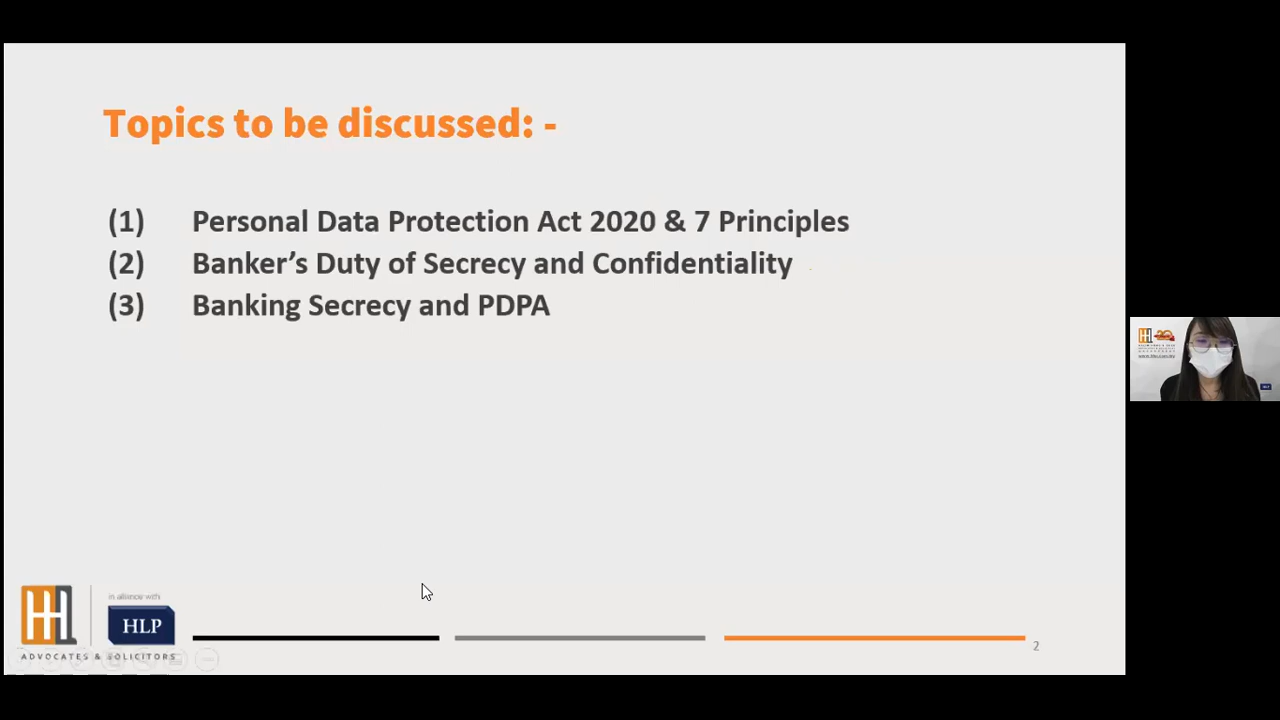 Topics to be discussed: -
(1) Personal Data Protection Act 2020 & 7 Principles
(2) Banker’s Duty of Secrecy and Confidentiality
(3) Banking Secrecy and PDPA
in alliance with
HLP
ADVOCATES & SOLICITORS
2